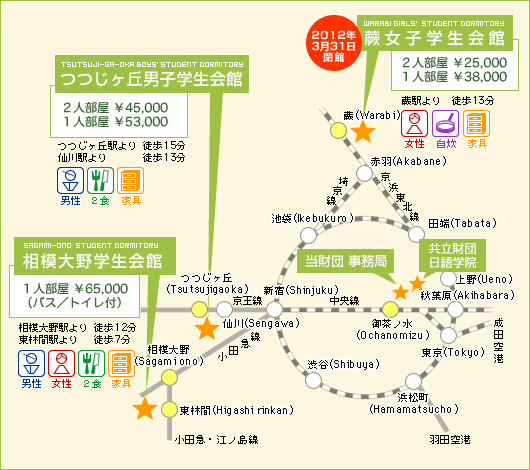 WARABI GIRLS' STUDENT DORMITORY
蕨女子学生会館
2012年
3月31日
閉館
2人部屋 ¥25,000
1人部屋 ¥38,000
蕨駅より 徒歩13分
女性 自炊 家具
TSUTSUJI-GA-OKA BOYS' STUDENT DORMITORY
つつじヶ丘男子学生会館
2人部屋 ¥45,000
1人部屋 ¥53,000
つつじヶ丘駅より 徒歩15分
仙川駅より 徒歩13分
男性 2食 家具
SAGAMI-ONO STUDENT DORMITORY
相模大野学生会館
1人部屋 ¥65,000
(バス/トイレ付)
相模大野駅より 徒歩12分
東林間駅より 徒歩7分
男性 女性 2食 家具
蕨(Warabi)
赤羽(Akabane)
埼京線
京浜東北線
池袋(Ikebukuro)
田端(Tabata)
当財団 事務局
共立財団
日語学院
上野(Ueno)
秋葉原(Akihabara)
つつじヶ丘
(Tsutsujigaoka)
京王線
新宿(Shinjuku)
中央線
仙川(Sengawa)
御茶ノ水
(Ochanomizu)
東京(Tokyo)
成田空港
小田急線
相模大野
(Sagamiono)
渋谷(Shibuya)
浜松町
(Hamamatsucho)
東林間(Higashirinkan)
小田急・江ノ島線
羽田空港